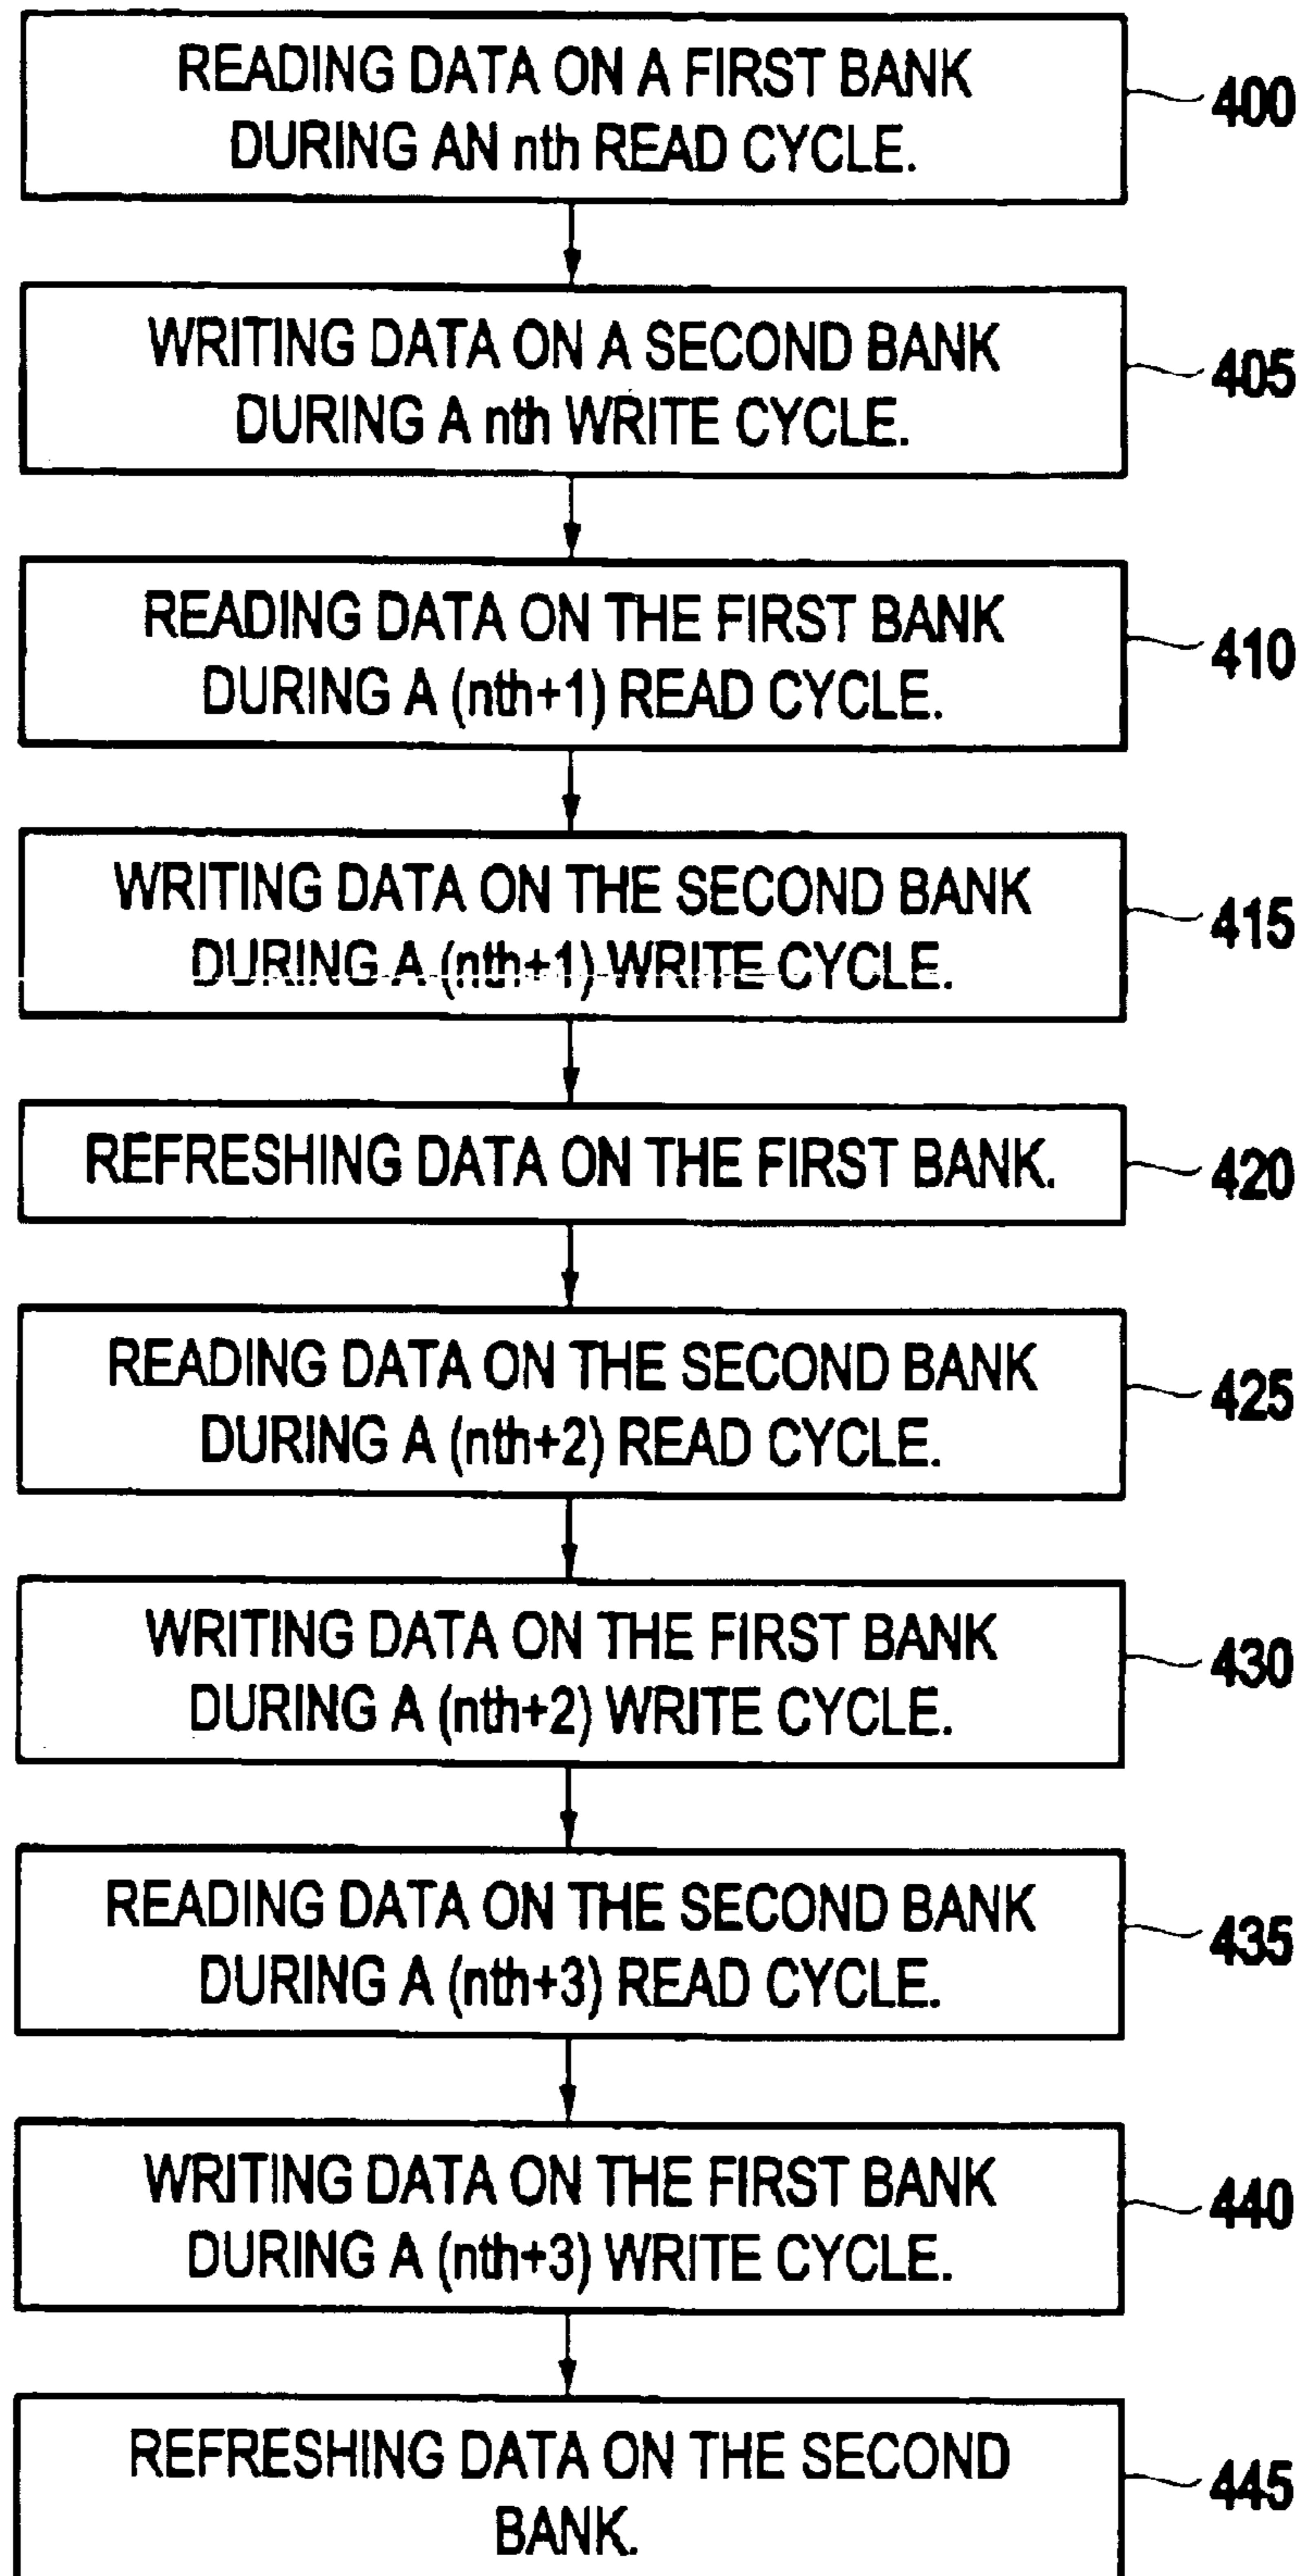 READING DATA ON A FIRST BANK
DURING AN nth READ CYCLE.
400
WRITING DATA ON A SECOND BANK
DURING A nth WRITE CYCLE.
405
READING DATA ON THE FIRST BANK
DURING A (nth+1) READ CYCLE.
410
WRITING DATA ON THE SECOND BANK
DURING A (nth+1) WRITE CYCLE.
415
REFRESHING DATA ON THE FIRST BANK.
420
READING DATA ON THE SECOND BANK
DURING A (nth+2) READ CYCLE.
425
WRITING DATA ON THE FIRST BANK
DURING A (nth+2) WRITE CYCLE.
430
READING DATA ON THE SECOND BANK
DURING A (nth+3) READ CYCLE.
435
WRITING DATA ON THE FIRST BANK
DURING A (nth+3) WRITE CYCLE.
440
REFRESHING DATA ON THE SECOND
BANK.
445